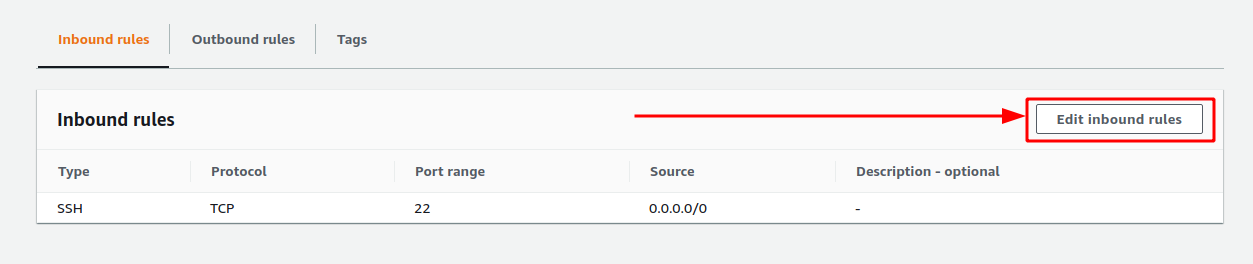 Inbound rules Outbound rules Tags
Inbound rules Edit inbound rules
Type Protocol Port range Source Description - optional
SSH TCP 22 0.0.0.0/0 -